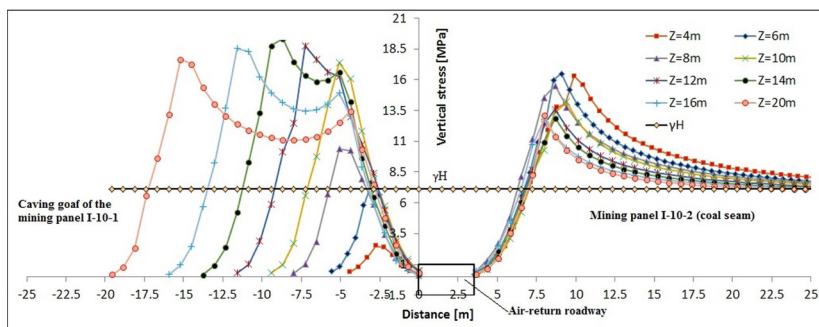 21
18.5
16
13.5
11
8.5
6
3.5
1
-1.5
Vertical stress [MPa]
Z=4m
Z=6m
Z=8m
Z=10m
Z=12m
Z=14m
Z=16m
Z=20m
γH
γH
Caving goaf of the
mining panel I-10-1
Mining panel I-10-2 (coal seam)
-25 -22.5 -20 -17.5 -15 -12.5 -10 -7.5 -5 -2.5 0 2.5 5 7.5 10 12.5 15 17.5 20 22.5 25
Distance [m]
Air-return roadway